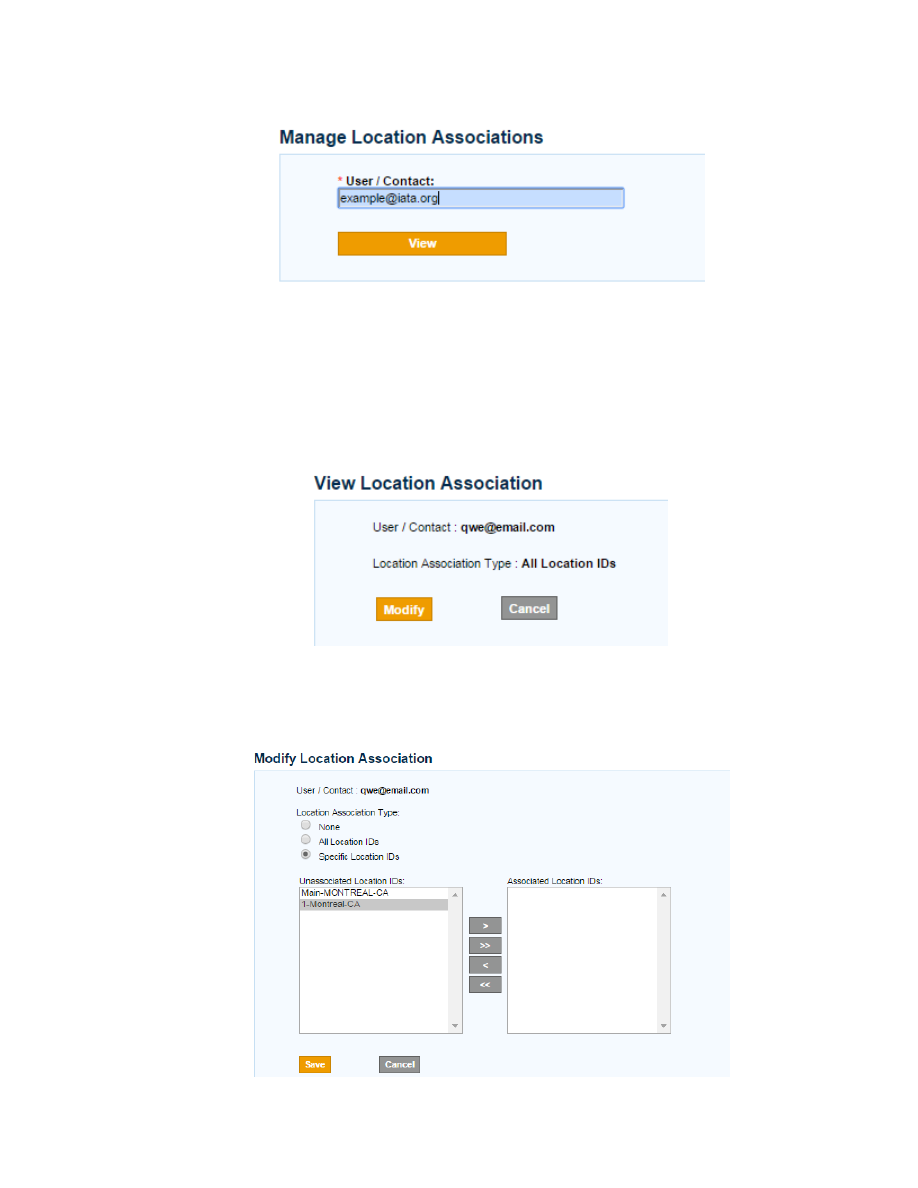 Manage Location Associations
* User / Contact:
example@iata.org
View
View Location Association
User / Contact : qwe@email.com
Location Association Type : All Location IDs
Modify Cancel
Modify Location Association
User / Contact : qwe@email.com
Location Association Type:
None
All Location IDs
Specific Location IDs
Unassociated Location IDs: Associated Location IDs:
Main-MONTREAL-CA
1-Montreal-CA
>
>>
<
<<
Save Cancel